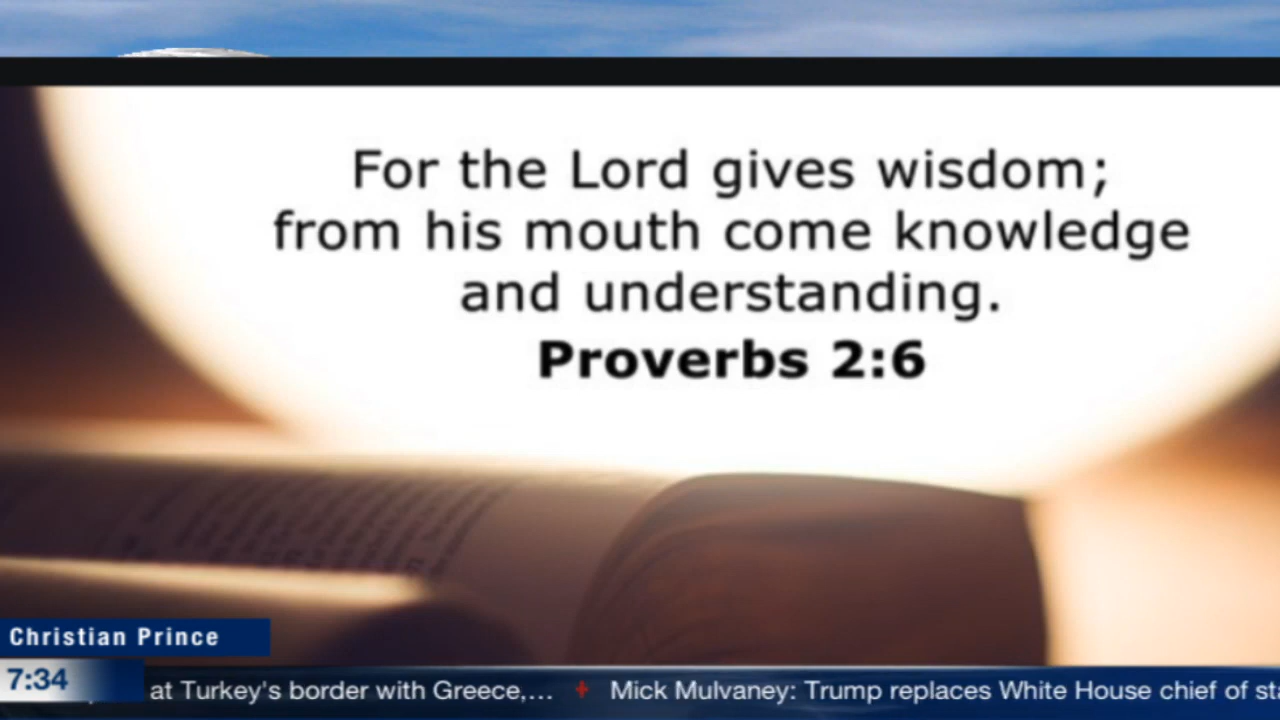 For the Lord gives wisdom;
from his mouth come knowledge
and understanding.
Proverbs 2:6
Christian Prince
7:34
at Turkey's border with Greece,... Mick Mulvaney: Trump replaces White House chief of sta